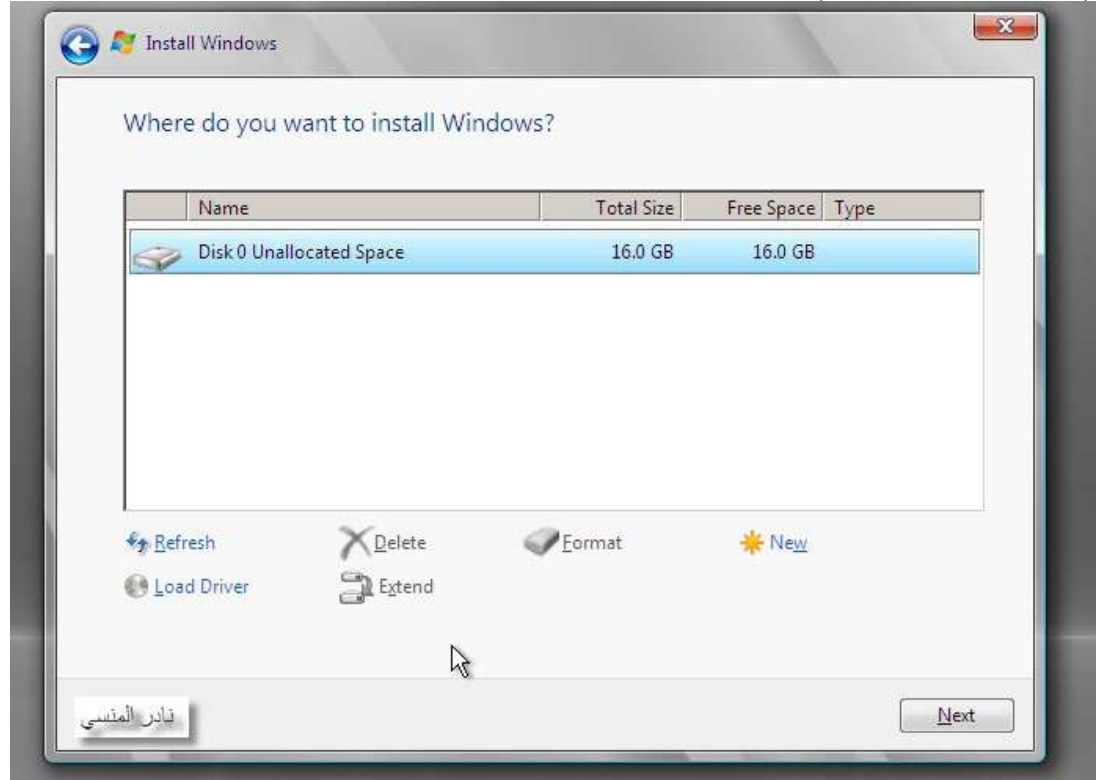 Install Windows
Where do you want to install Windows?
Name Total Size Free Space Type
Disk 0 Unallocated Space 16.0 GB 16.0 GB
Refresh Delete Format New
Load Driver Extend
نادر المنسي Next